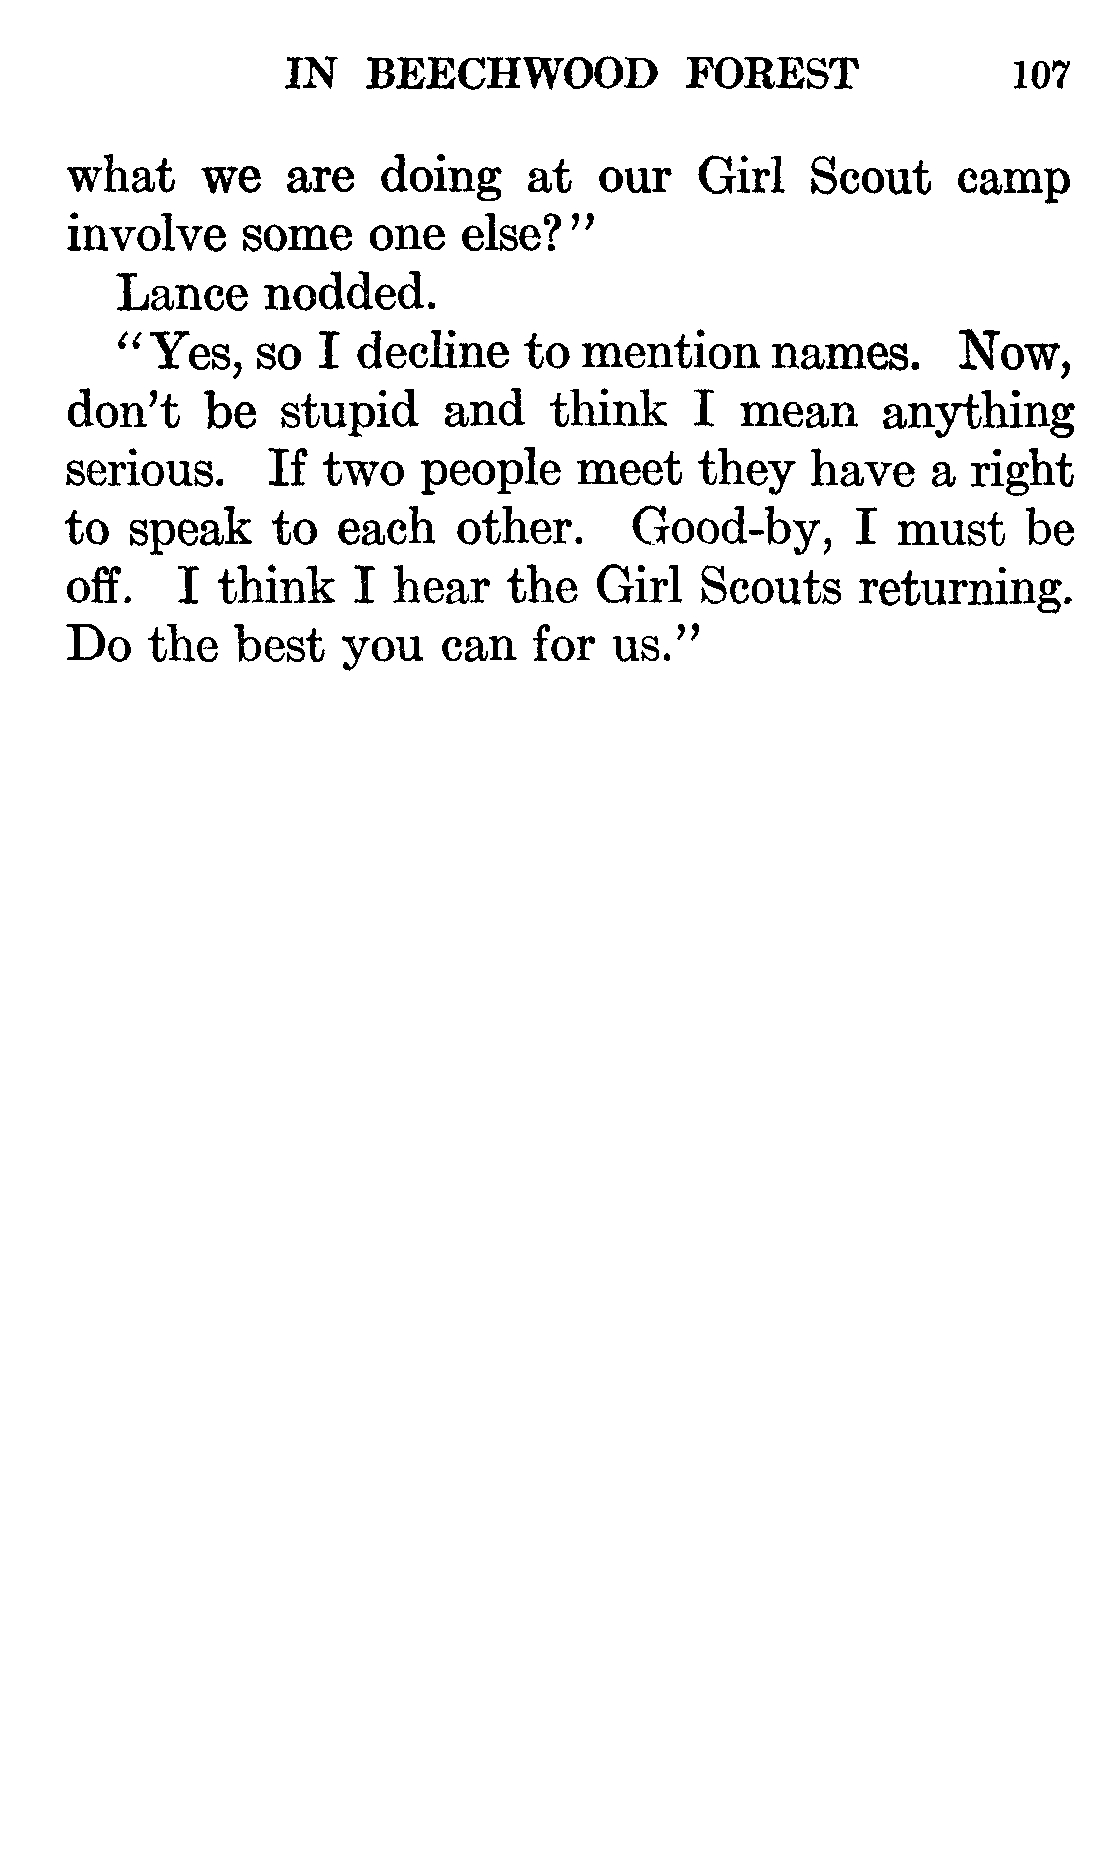 IN BEECHWOOD FOREST 107
what we are doing at our Girl Scout camp
involve some one else?"
Lance nodded.
"Yes, so I decline to mention names. Now,
don't be stupid and think I mean anything
serious. If two people meet they have a right
to speak to each other. Good-by, I must be
off. I think I hear the Girl Scouts returning.
Do the best you can for us."